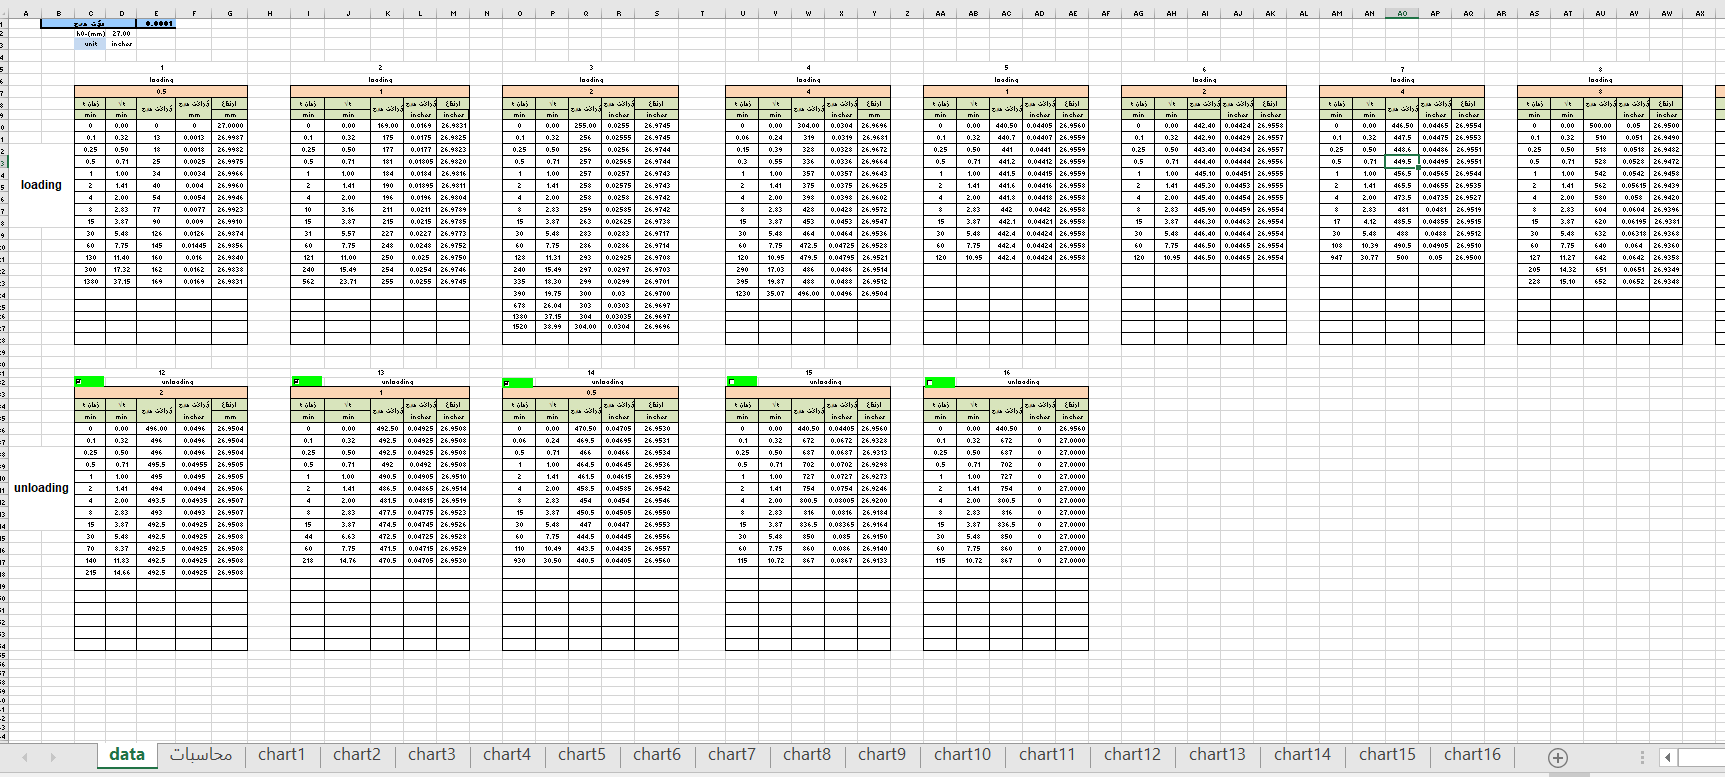 A B C D E F G H I J K L M N O P Q R S T U V W X Y Z AA AB AC AD AE AF AG AH AI AJ AK AL AM AN AO AP AQ AR AS AT AU AV AW AX
دقت گیج 0.0001
h0-(mm) 27.00
unit inches
loading
1
loading
0.5
زمان t √t قرائت گیج قرائت گیج ارتفاع
min min inches mm
0 0.00 0 0 27.0000
0.1 0.32 13 0.0013 26.9987
0.25 0.50 18 0.0018 26.9982
0.5 0.71 25 0.0025 26.9975
1 1.00 34 0.0034 26.9966
2 1.41 40 0.004 26.9960
4 2.00 54 0.0054 26.9946
8 2.83 77 0.0077 26.9923
15 3.87 90 0.009 26.9910
30 5.48 126 0.0126 26.9874
60 7.75 145 0.01445 26.9856
130 11.40 160 0.016 26.9840
300 17.32 162 0.0162 26.9838
1380 37.15 169 0.0169 26.9831
2
loading
1
زمان t √t قرائت گیج قرائت گیج ارتفاع
min min inches inches
0 0.00 169.00 0.0169 26.9831
0.1 0.32 175 0.0175 26.9825
0.25 0.50 177 0.0177 26.9823
0.5 0.71 181 0.01805 26.9820
1 1.00 184 0.0184 26.9816
2 1.41 190 0.01895 26.9811
4 2.00 196 0.0196 26.9804
10 3.16 211 0.0211 26.9789
15 3.87 215 0.0215 26.9785
31 5.57 227 0.0227 26.9773
60 7.75 248 0.0248 26.9752
121 11.00 250 0.025 26.9750
240 15.49 254 0.0254 26.9746
562 23.71 255 0.0255 26.9745
3
loading
2
زمان t √t قرائت گیج قرائت گیج ارتفاع
min min inches inches
0 0.00 255.00 0.0255 26.9745
0.1 0.32 256 0.0255 26.9745
0.25 0.50 256 0.0256 26.9744
0.5 0.71 257 0.02565 26.9744
1 1.00 257 0.0257 26.9743
2 1.41 258 0.02575 26.9743
4 2.00 258 0.0258 26.9742
8 2.83 259 0.02585 26.9742
15 3.87 263 0.02625 26.9738
30 5.48 283 0.0283 26.9717
60 7.75 286 0.0286 26.9714
128 11.31 293 0.02925 26.9708
240 15.49 297 0.0297 26.9703
335 18.30 299 0.0299 26.9701
390 19.75 300 0.03 26.9700
678 26.04 303 0.0303 26.9697
1380 37.15 304 0.03035 26.9697
1520 38.99 304.00 0.0304 26.9696
4
loading
4
زمان t √t قرائت گیج قرائت گیج ارتفاع
min min inches inches
0 0.00 304.00 0.0304 26.9696
0.06 0.24 319 0.0319 26.9681
0.15 0.39 328 0.0328 26.9672
0.3 0.55 336 0.0336 26.9664
1 1.00 357 0.0357 26.9643
2 1.41 375 0.0375 26.9625
4 2.00 398 0.0398 26.9602
8 2.83 428 0.0428 26.9572
15 3.87 453 0.0453 26.9547
30 5.48 464 0.0464 26.9536
60 7.75 472.5 0.04725 26.9528
120 10.95 479.5 0.04795 26.9521
290 17.03 486 0.0486 26.9514
395 19.87 488 0.0488 26.9512
1230 35.07 496.00 0.0496 26.9504
5
loading
1
زمان t √t قرائت گیج قرائت گیج ارتفاع
min min inches inches
0 0.00 440.50 0.04405 26.9560
0.1 0.32 440.7 0.04407 26.9559
0.25 0.50 441 0.0441 26.9559
0.5 0.71 441.2 0.04412 26.9559
1 1.00 441.5 0.04415 26.9559
2 1.41 441.6 0.04416 26.9558
4 2.00 441.8 0.04418 26.9558
8 2.83 442 0.0442 26.9558
15 3.87 442.1 0.04421 26.9558
30 5.48 442.4 0.04424 26.9558
60 7.75 442.4 0.04424 26.9558
120 10.95 442.4 0.04424 26.9558
6
loading
2
زمان t √t قرائت گیج قرائت گیج ارتفاع
min min inches inches
0 0.00 442.40 0.04424 26.9558
0.1 0.32 442.90 0.04429 26.9557
0.25 0.50 443.40 0.04434 26.9557
0.5 0.71 444.40 0.04444 26.9556
1 1.00 445.10 0.04451 26.9555
2 1.41 445.30 0.04453 26.9555
4 2.00 445.40 0.04454 26.9555
8 2.83 445.90 0.04459 26.9554
15 3.87 446.30 0.04463 26.9554
30 5.48 446.40 0.04464 26.9554
60 7.75 446.50 0.04465 26.9554
120 10.95 446.50 0.04465 26.9554
7
loading
4
زمان t √t قرائت گیج قرائت گیج ارتفاع
min min inches inches
0 0.00 446.50 0.04465 26.9554
0.1 0.32 447.5 0.04475 26.9553
0.25 0.50 448.6 0.04486 26.9551
0.5 0.71 449.5 0.04495 26.9551
1 1.00 456.5 0.04565 26.9544
2 1.41 465.5 0.04655 26.9535
4 2.00 473.5 0.04735 26.9527
8 2.83 481 0.0481 26.9519
17 4.12 485.5 0.04855 26.9515
30 5.48 488 0.0488 26.9512
108 10.39 490.5 0.04905 26.9510
947 30.77 500 0.05 26.9500
8
loading
8
زمان t √t قرائت گیج قرائت گیج ارتفاع
min min inches inches
0 0.00 500.00 0.05 26.9500
0.1 0.32 510 0.051 26.9490
0.25 0.50 518 0.0518 26.9482
0.5 0.71 528 0.0528 26.9472
1 1.00 542 0.0542 26.9458
2 1.41 562 0.05615 26.9439
4 2.00 580 0.058 26.9420
8 2.83 604 0.0604 26.9396
15 3.87 620 0.06195 26.9381
30 5.48 632 0.06318 26.9368
60 7.75 640 0.064 26.9360
127 11.27 642 0.0642 26.9358
205 14.32 651 0.0651 26.9349
228 15.10 652 0.0652 26.9348
unloading
12
unloading
2
زمان t √t قرائت گیج قرائت گیج ارتفاع
min min inches mm
0 0.00 496.00 0.0496 26.9504
0.1 0.32 496 0.0496 26.9504
0.25 0.50 496 0.0496 26.9504
0.5 0.71 495.5 0.04955 26.9505
1 1.00 495 0.0495 26.9505
2 1.41 494 0.0494 26.9506
4 2.00 493.5 0.04935 26.9507
8 2.83 493 0.0493 26.9507
15 3.87 492.5 0.04925 26.9508
30 5.48 492.5 0.04925 26.9508
70 8.37 492.5 0.04925 26.9508
140 11.83 492.5 0.04925 26.9508
215 14.66 492.5 0.04925 26.9508
13
unloading
1
زمان t √t قرائت گیج قرائت گیج ارتفاع
min min inches inches
0 0.00 492.50 0.04925 26.9508
0.1 0.32 492.5 0.04925 26.9508
0.25 0.50 492.5 0.04925 26.9508
0.5 0.71 492 0.0492 26.9508
1 1.00 490.5 0.04905 26.9510
2 1.41 486.5 0.04865 26.9514
4 2.00 481.5 0.04815 26.9519
8 2.83 477.5 0.04775 26.9523
15 3.87 474.5 0.04745 26.9526
44 6.63 472.5 0.04725 26.9528
60 7.75 471.5 0.04715 26.9529
218 14.76 470.5 0.04705 26.9530
14
unloading
0.5
زمان t √t قرائت گیج قرائت گیج ارتفاع
min min inches inches
0 0.00 470.50 0.04705 26.9530
0.06 0.24 469.5 0.04695 26.9531
0.5 0.71 466 0.0466 26.9534
1 1.00 464.5 0.04645 26.9536
2 1.41 461.5 0.04615 26.9539
4 2.00 458.5 0.04585 26.9542
8 2.83 454 0.0454 26.9546
15 3.87 450.5 0.04505 26.9550
30 5.48 447 0.0447 26.9553
60 7.75 444.5 0.04445 26.9556
110 10.49 443.5 0.04435 26.9557
930 30.50 440.5 0.04405 26.9560
15
unloading
زمان t √t قرائت گیج قرائت گیج ارتفاع
min min inches inches
0 0.00 440.50 0.04405 26.9560
0.1 0.32 672 0.0672 26.9328
0.25 0.50 687 0.0687 26.9313
0.5 0.71 702 0.0702 26.9298
1 1.00 727 0.0727 26.9273
2 1.41 754 0.0754 26.9246
4 2.00 800.5 0.08005 26.9200
8 2.83 816 0.0816 26.9184
15 3.87 836.5 0.08365 26.9164
30 5.48 850 0.085 26.9150
60 7.75 860 0.086 26.9140
115 10.72 867 0.0867 26.9133
16
unloading
زمان t √t قرائت گیج قرائت گیج ارتفاع
min min inches inches
0 0.00 440.50 0 26.9560
0.1 0.32 672 0 27.0000
0.25 0.50 687 0 27.0000
0.5 0.71 702 0 27.0000
1 1.00 727 0 27.0000
2 1.41 754 0 27.0000
4 2.00 800.5 0 27.0000
8 2.83 816 0 27.0000
15 3.87 836.5 0 27.0000
30 5.48 850 0 27.0000
60 7.75 860 0 27.0000
115 10.72 867 0 27.0000
data محاسبات chart1 chart2 chart3 chart4 chart5 chart6 chart7 chart8 chart9 chart10 chart11 chart12 chart13 chart14 chart15 chart16